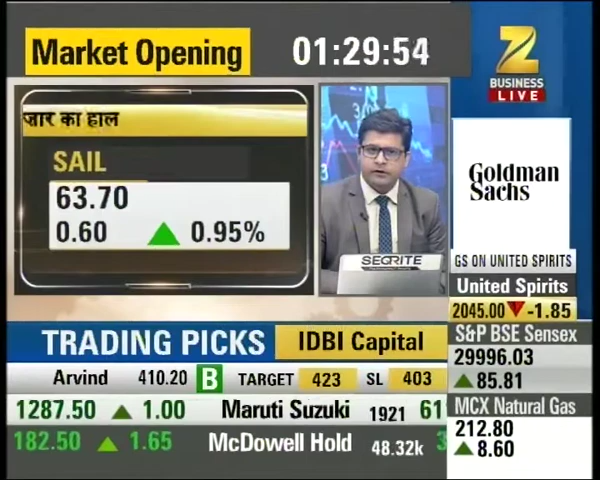 Market Opening
01:29:54
Z
BUSINESS
LIVE
ज़ार का हाल
SAIL
63.70
0.60 ▲ 0.95%
SEQRITE
Goldman
Sachs
GS ON UNITED SPIRITS
United Spirits
2045.00 ▼ -1.85
TRADING PICKS IDBI Capital
S&P BSE Sensex
29996.03
▲ 85.81
Arvind 410.20 B TARGET 423 SL 403
1287.50 ▲ 1.00 Maruti Suzuki 1921 61
182.50 ▲ 1.65 McDowell Hold 48.32k 3
MCX Natural Gas
212.80
▲ 8.60